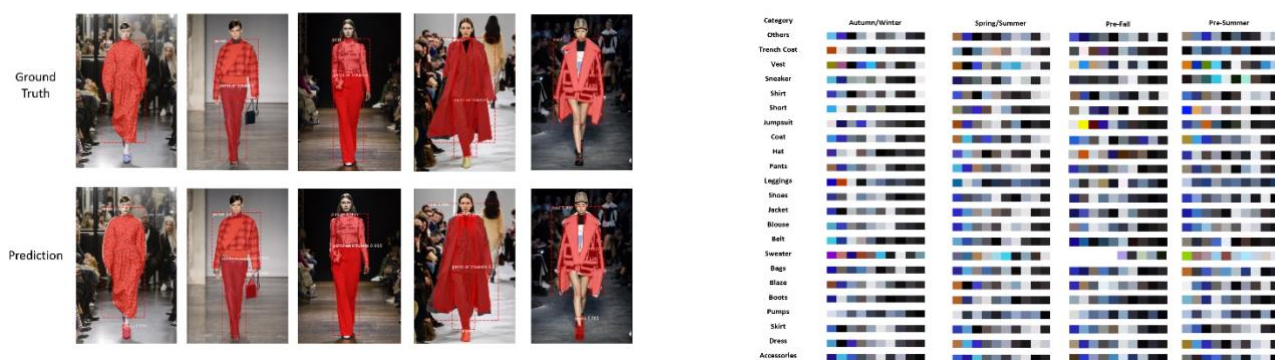 Ground
Truth
Prediction
Category Autumn/Winter Spring/Summer Pre-Fall Pre-Summer
Others
Trench Coat
Vest
Sneaker
Shirt
Short
Jumpsuit
Coat
Hat
Pants
Leggings
Shoes
Jacket
Blouse
Belt
Sweater
Bags
Blaze
Boots
Pumps
Skirt
Dress
Accessories